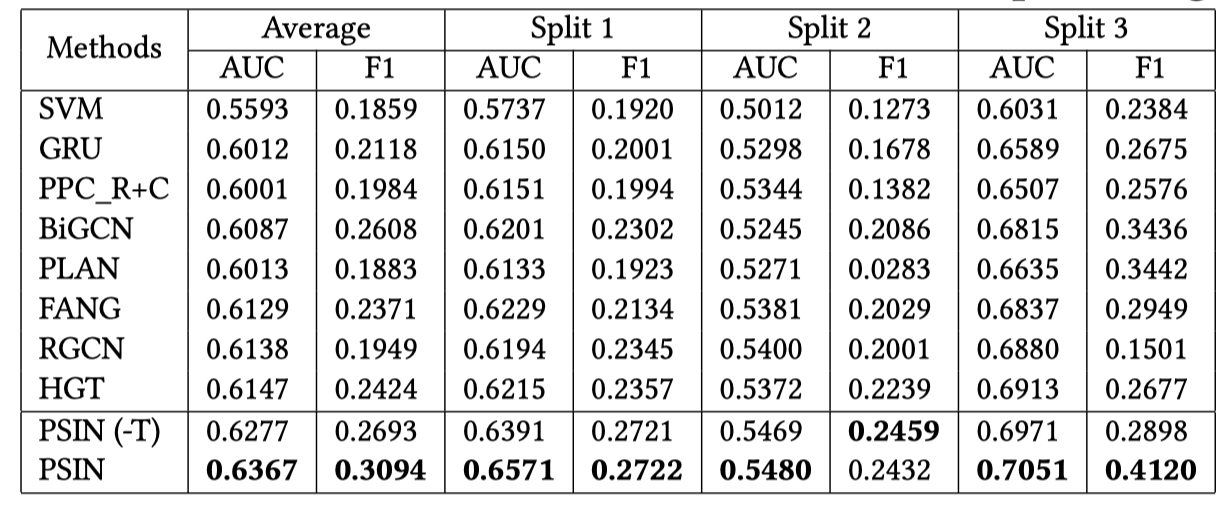 Methods Average Split 1 Split 2 Split 3
AUC F1 AUC F1 AUC F1 AUC F1
SVM 0.5593 0.1859 0.5737 0.1920 0.5012 0.1273 0.6031 0.2384
GRU 0.6012 0.2118 0.6150 0.2001 0.5298 0.1678 0.6589 0.2675
PPC_R+C 0.6001 0.1984 0.6151 0.1994 0.5344 0.1382 0.6507 0.2576
BiGCN 0.6087 0.2608 0.6201 0.2302 0.5245 0.2086 0.6815 0.3436
PLAN 0.6013 0.1883 0.6133 0.1923 0.5271 0.0283 0.6635 0.3442
FANG 0.6129 0.2371 0.6229 0.2134 0.5381 0.2029 0.6837 0.2949
RGCN 0.6138 0.1949 0.6194 0.2345 0.5400 0.2001 0.6880 0.1501
HGT 0.6147 0.2424 0.6215 0.2357 0.5372 0.2239 0.6913 0.2677
PSIN (-T) 0.6277 0.2693 0.6391 0.2721 0.5469 0.2459 0.6971 0.2898
PSIN 0.6367 0.3094 0.6571 0.2722 0.5480 0.2432 0.7051 0.4120